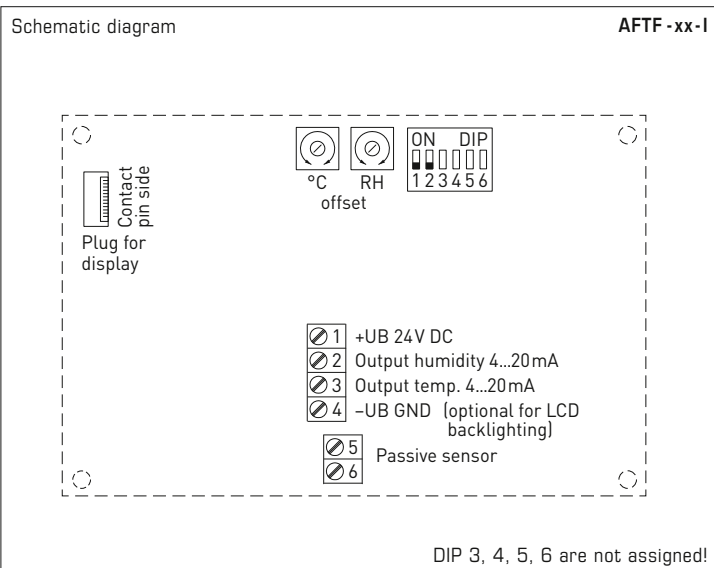 Schematic diagram
AFTF-xx-I
ON DIP
1 2 3 4 5 6
°C RH
offset
Contact
pin side
Plug for
display
1 +UB 24V DC
2 Output humidity 4...20mA
3 Output temp. 4...20mA
4 –UB GND (optional for LCD
backlighting)
5
Passive sensor
6
DIP 3, 4, 5, 6 are not assigned!